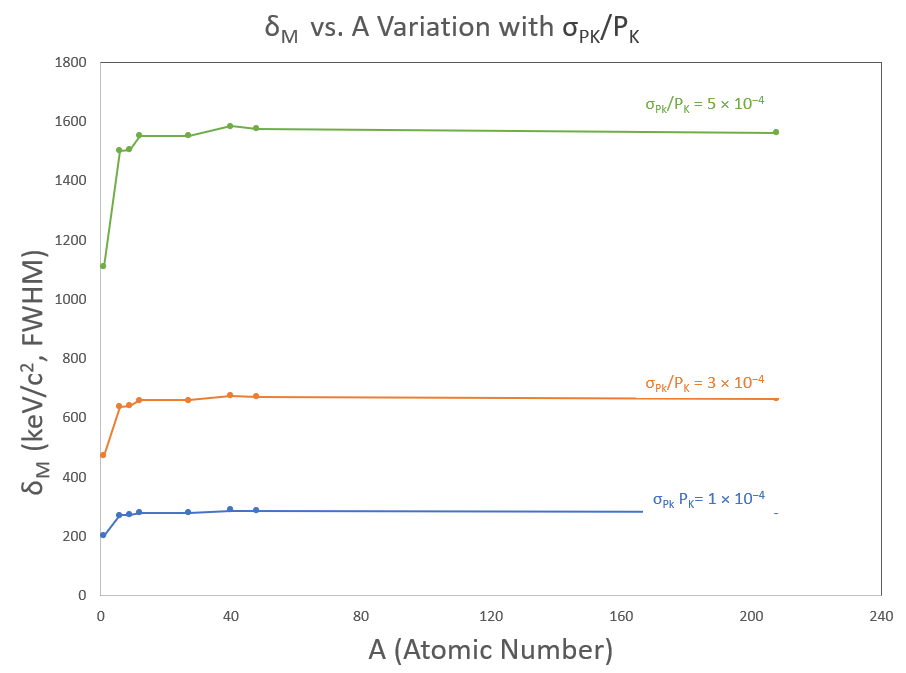 δM vs. A Variation with σPK/PK
1800
1600
1400
1200
1000
800
600
400
200
0
δM (keV/c², FWHM)
σPk/PK = 5 × 10⁻⁴
σPk/PK = 3 × 10⁻⁴
σPk PK= 1 × 10⁻⁴
0 40 80 120 160 200 240
A (Atomic Number)